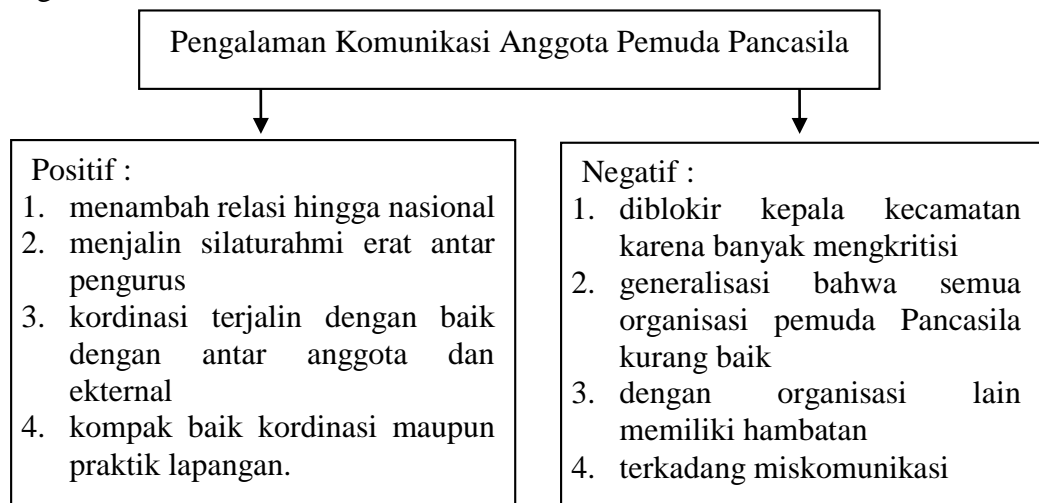 Pengalaman Komunikasi Anggota Pemuda Pancasila
Positif :
1. menambah relasi hingga nasional
2. menjalin silaturahmi erat antar
pengurus
3. kordinasi terjalin dengan baik
dengan antar anggota dan
ekternal
4. kompak baik kordinasi maupun
praktik lapangan.
Negatif :
1. diblokir kepala kecamatan
karena banyak mengkritisi
2. generalisasi bahwa semua
organisasi pemuda Pancasila
kurang baik
3. dengan organisasi lain
memiliki hambatan
4. terkadang miskomunikasi